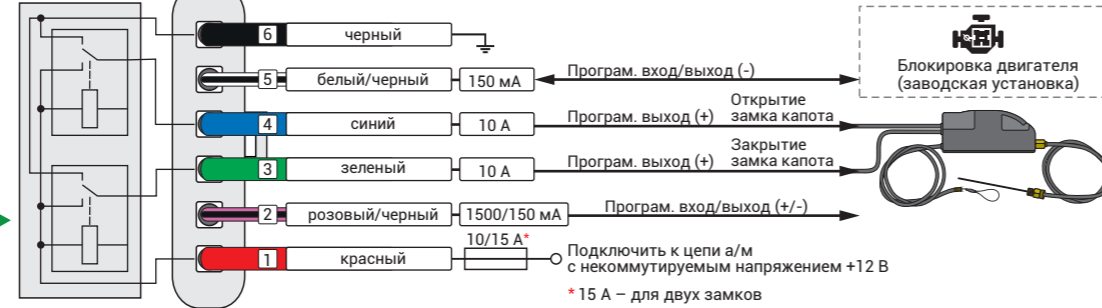 6 черный
5 белый/черный 150 мА Програм. вход/выход (-)
Блокировка двигателя
(заводская установка)
4 синий 10 А Програм. выход (+) Открытие
замка капота
3 зеленый 10 А Програм. выход (+) Закрытие
замка капота
2 розовый/черный 1500/150 мА Програм. вход/выход (+/-)
1 красный 10/15 А* Подключить к цепи а/м
с некоммутируемым напряжением +12 В
* 15 А – для двух замков